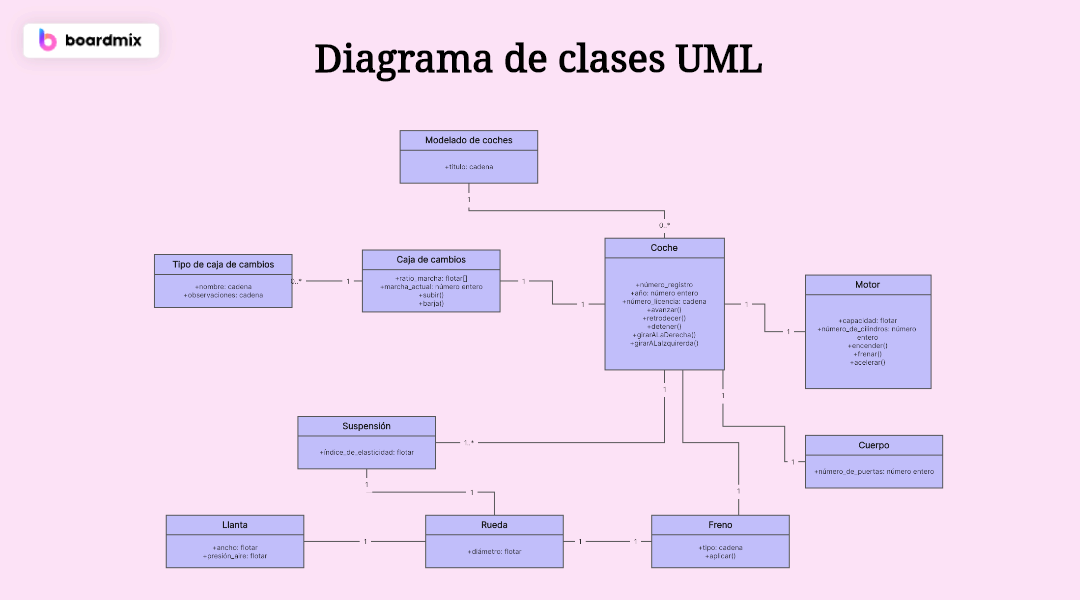 boardmix
Diagrama de clases UML
Modelado de coches
+título: cadena
1
0..*
Tipo de caja de cambios
+nombre: cadena
+observaciones: cadena
0..*
1
Caja de cambios
+ratio_marcha: flotar[]
+marcha_actual: número entero
+subir()
+barja()
1
1
Coche
+número_registro
+año: número entero
+número_licencia: cadena
+avanzar()
+retrodecer()
+detener()
+girarALaDerecha()
+girarALaIzquirerda()
1
1
Motor
+capacidad: flotar
+número_de_cilindros: número
entero
+encender()
+frenar()
+acelerar()
1
1
Suspensión
+índice_de_elasticidad: flotar
1..*
Cuerpo
+número_de_puertas: número entero
1
1
1
1
Llanta
+ancho: flotar
+presión_aire: flotar
1
Rueda
+diámetro: flotar
1
1
Freno
+tipo: cadena
+aplicar()